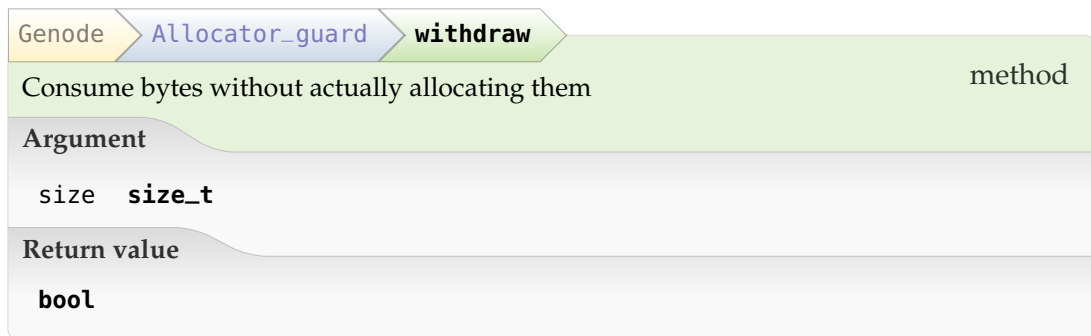 Genode Allocator_guard withdraw
method
Consume bytes without actually allocating them
Argument
size size_t
Return value
bool